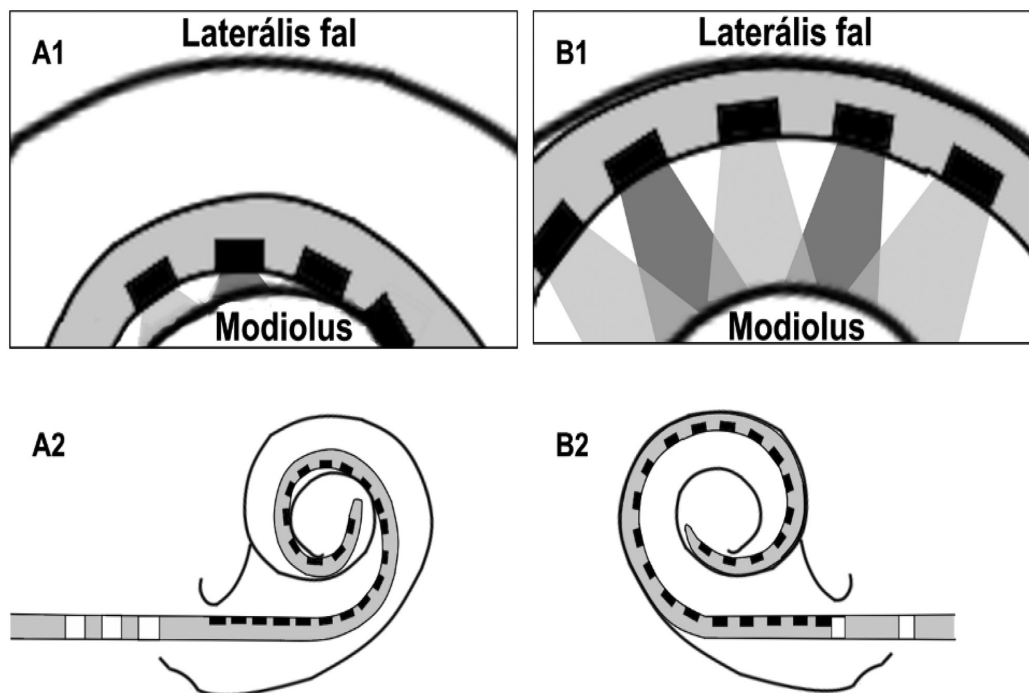 A1
Laterális fal
Modiolus
B1
Laterális fal
Modiolus
A2
B2